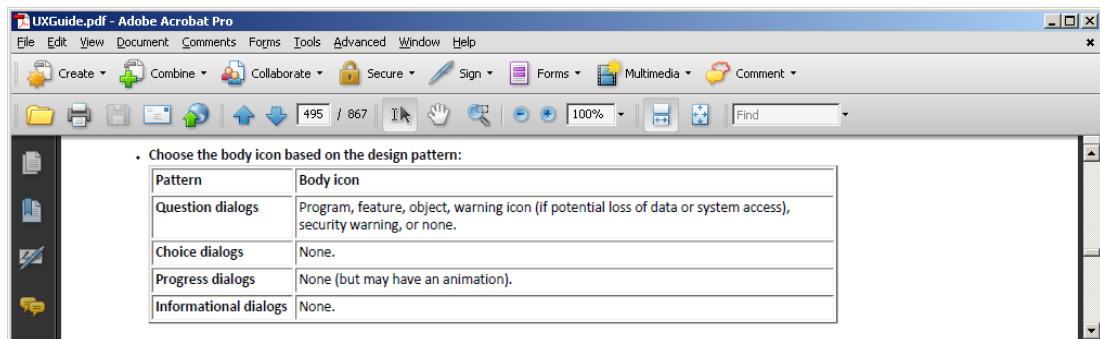 UXGuide.pdf - Adobe Acrobat Pro
File Edit View Document Comments Forms Tools Advanced Window Help
Create Combine Collaborate Secure Sign Forms Multimedia Comment
495 / 867 100% Find
• Choose the body icon based on the design pattern:
Pattern Body icon
Question dialogs Program, feature, object, warning icon (if potential loss of data or system access),
security warning, or none.
Choice dialogs None.
Progress dialogs None (but may have an animation).
Informational dialogs None.